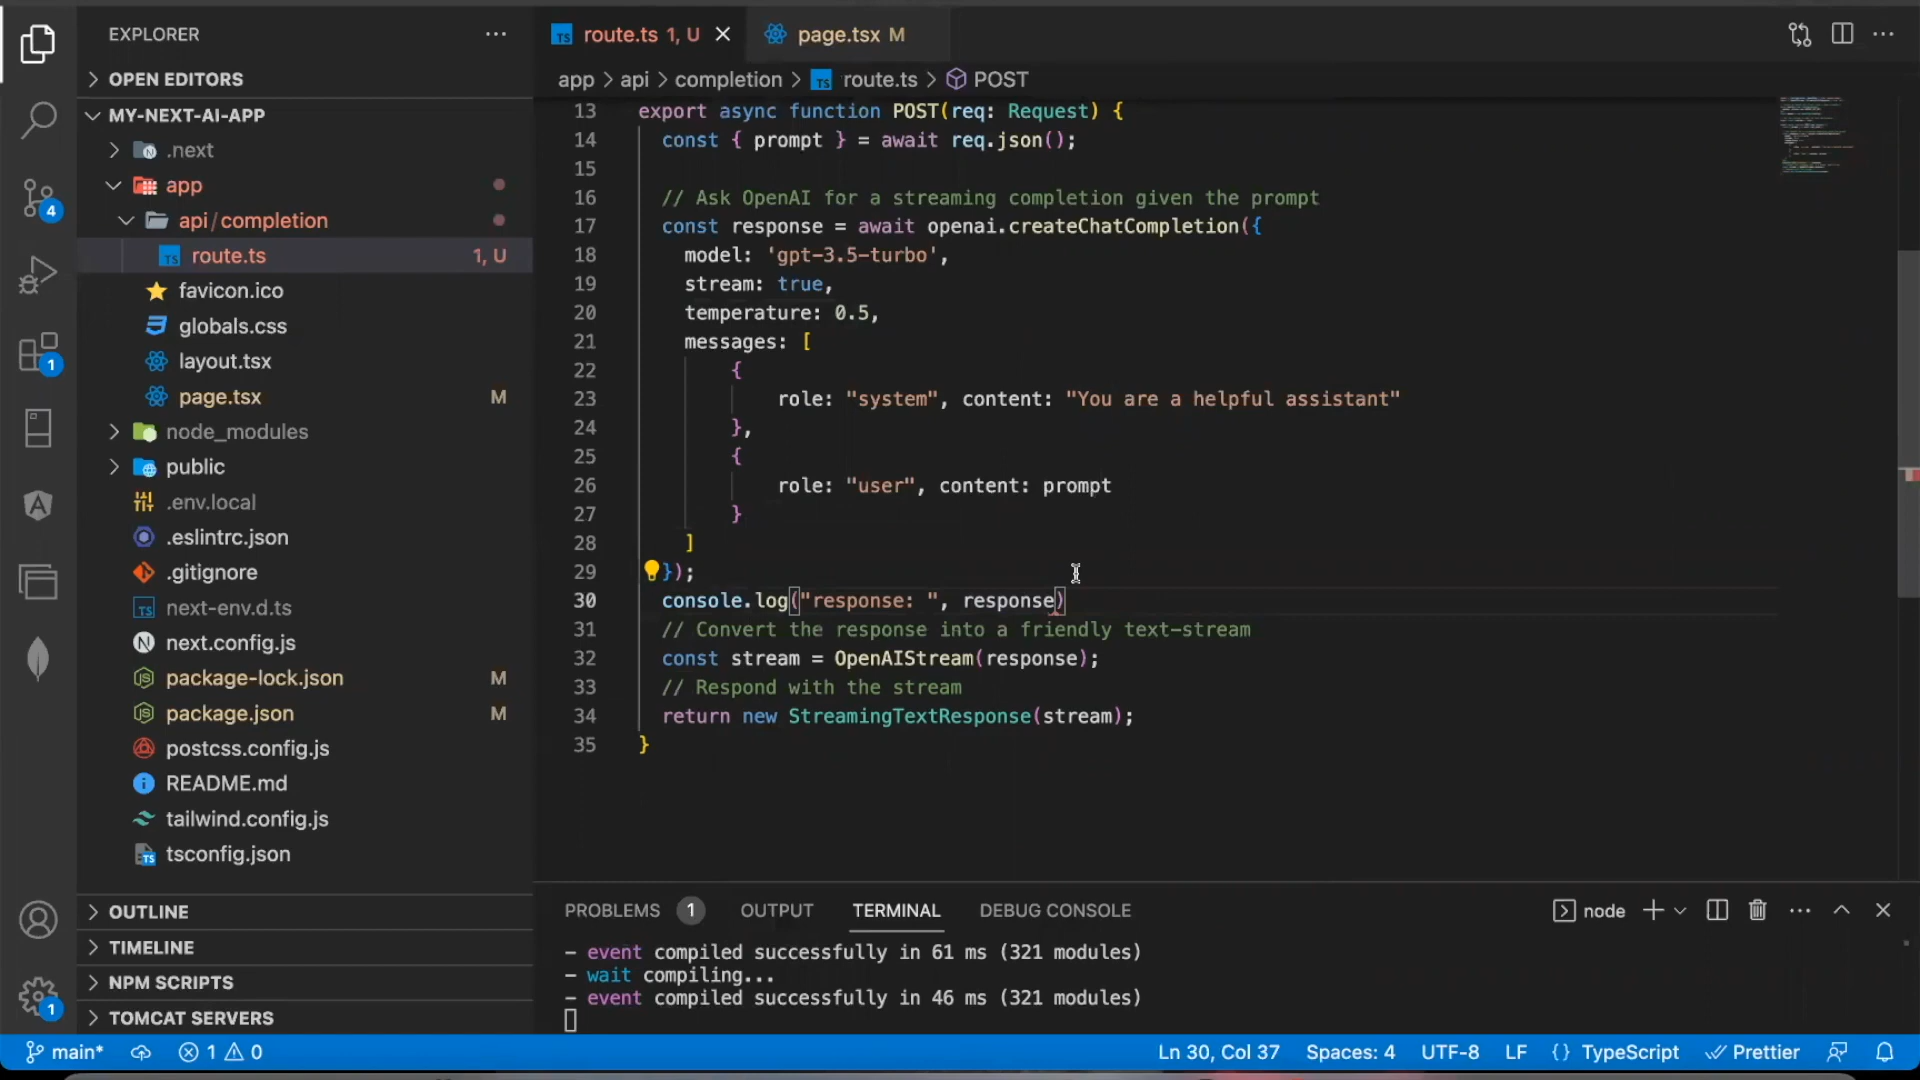 EXPLORER
OPEN EDITORS
MY-NEXT-AI-APP
.next
app
api/completion
route.ts 1, U
favicon.ico
globals.css
layout.tsx
page.tsx M
node_modules
public
.env.local
.eslintrc.json
.gitignore
next-env.d.ts
next.config.js
package-lock.json M
package.json M
postcss.config.js
README.md
tailwind.config.js
tsconfig.json
OUTLINE
TIMELINE
NPM SCRIPTS
TOMCAT SERVERS
4
1
1
route.ts 1, U
page.tsx M
app > api > completion > TS route.ts > POST
13 export async function POST(req: Request) {
14 const { prompt } = await req.json();
15
16 // Ask OpenAI for a streaming completion given the prompt
17 const response = await openai.createChatCompletion({
18 model: 'gpt-3.5-turbo',
19 stream: true,
20 temperature: 0.5,
21 messages: [
22 {
23 role: "system", content: "You are a helpful assistant"
24 },
25 {
26 role: "user", content: prompt
27 }
28 ]
29 });
30 console.log("response: ", response)
31 // Convert the response into a friendly text-stream
32 const stream = OpenAIStream(response);
33 // Respond with the stream
34 return new StreamingTextResponse(stream);
35 }
PROBLEMS 1 OUTPUT TERMINAL DEBUG CONSOLE node
- event compiled successfully in 61 ms (321 modules)
- wait compiling...
- event compiled successfully in 46 ms (321 modules)
main* 1 0 Ln 30, Col 37 Spaces: 4 UTF-8 LF {} TypeScript Prettier